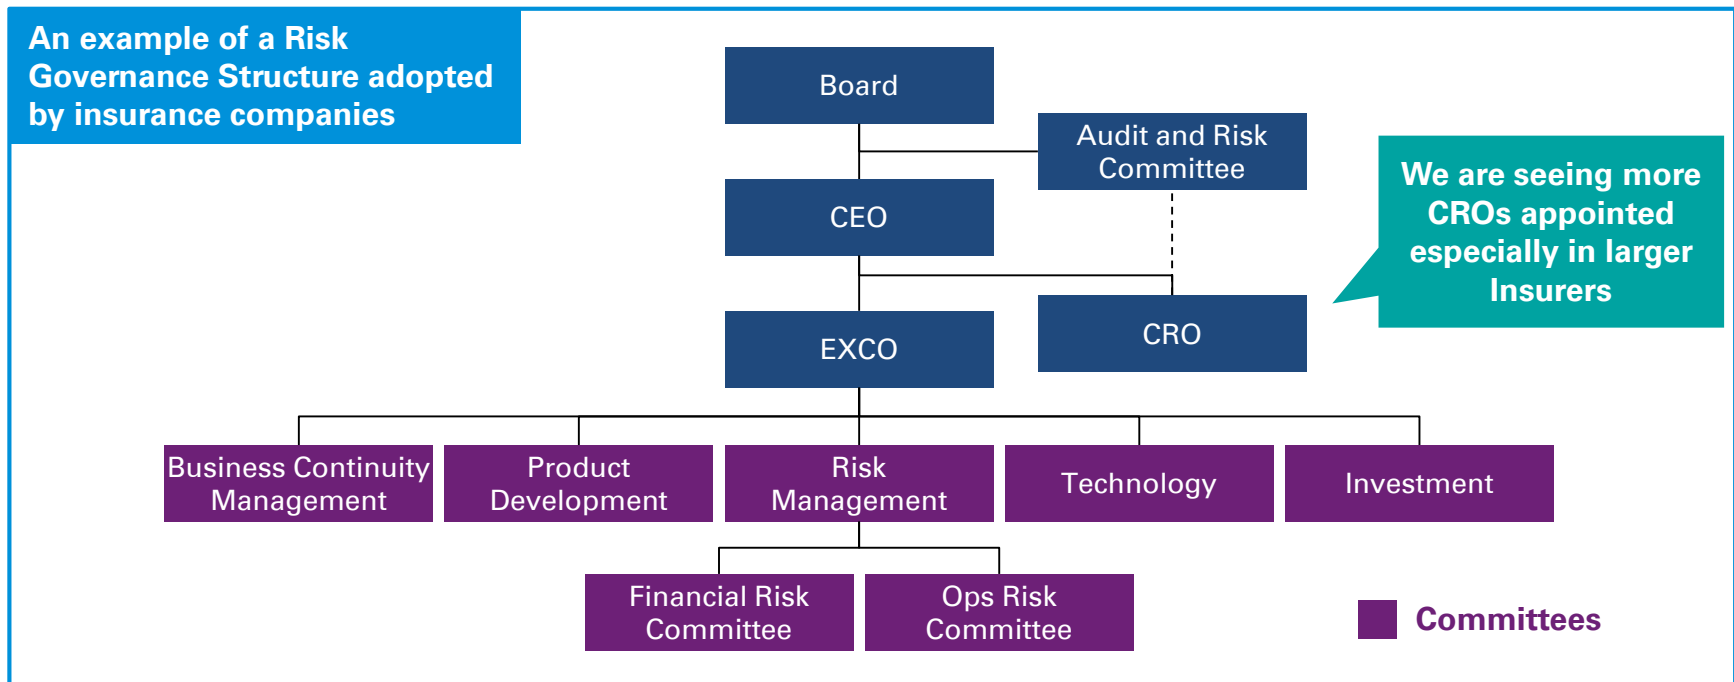 An example of a Risk
Governance Structure adopted
by insurance companies
Board
Audit and Risk
Committee
We are seeing more
CROs appointed
especially in larger
Insurers
CEO
EXCO
CRO
Business Continuity
Management
Product
Development
Risk
Management
Technology
Investment
Financial Risk
Committee
Ops Risk
Committee
Committees